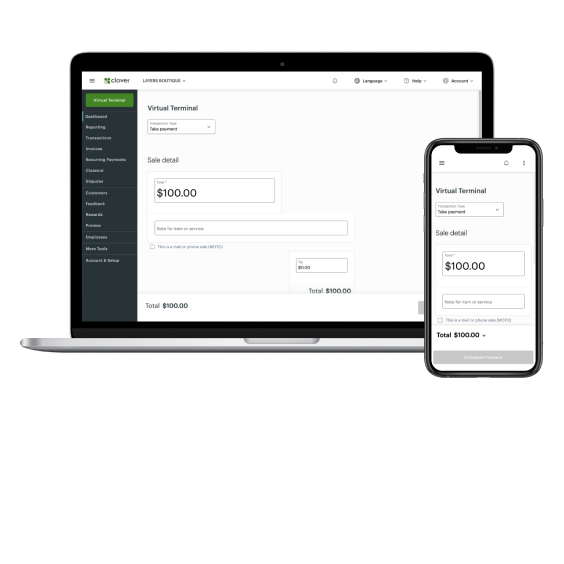 clover
LAYERS BOUTIQUE
Language
Help
Account
Virtual Terminal
Dashboard
Reporting
Transactions
Invoices
Recurring Payments
Closeout
Disputes
Customers
Feedback
Rewards
Promos
Employees
More Tools
Account & Setup
Virtual Terminal
Transaction Type
Take payment
Sale detail
Total *
$100.00
Note for item or service
This is a mail or phone sale (MOTO)
Tip
$0.00
Total $100.00
Total $100.00
Virtual Terminal
Transaction Type
Take payment
Sale detail
Total *
$100.00
Note for item or service
This is a mail or phone sale (MOTO)
Total $100.00
Complete Payment